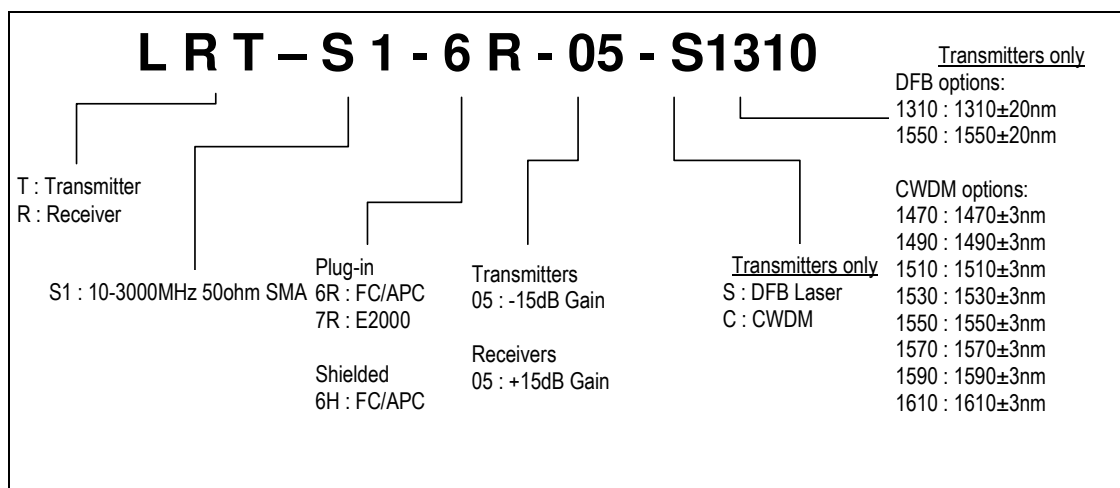 L R T – S 1 - 6 R - 05 - S1310
T : Transmitter
R : Receiver
S1 : 10-3000MHz 50ohm SMA
Plug-in
6R : FC/APC
7R : E2000
Shielded
6H : FC/APC
Transmitters
05 : -15dB Gain
Receivers
05 : +15dB Gain
Transmitters only
S : DFB Laser
C : CWDM
Transmitters only
DFB options:
1310 : 1310±20nm
1550 : 1550±20nm
CWDM options:
1470 : 1470±3nm
1490 : 1490±3nm
1510 : 1510±3nm
1530 : 1530±3nm
1550 : 1550±3nm
1570 : 1570±3nm
1590 : 1590±3nm
1610 : 1610±3nm